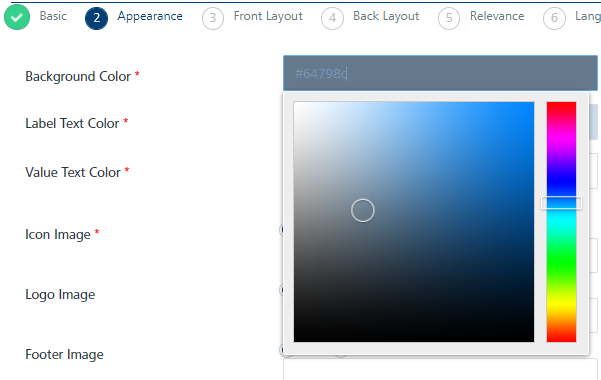 Basic 2 Appearance 3 Front Layout 4 Back Layout 5 Relevance 6 Lang
Background Color * #64798c
Label Text Color *
Value Text Color *
Icon Image *
Logo Image
Footer Image